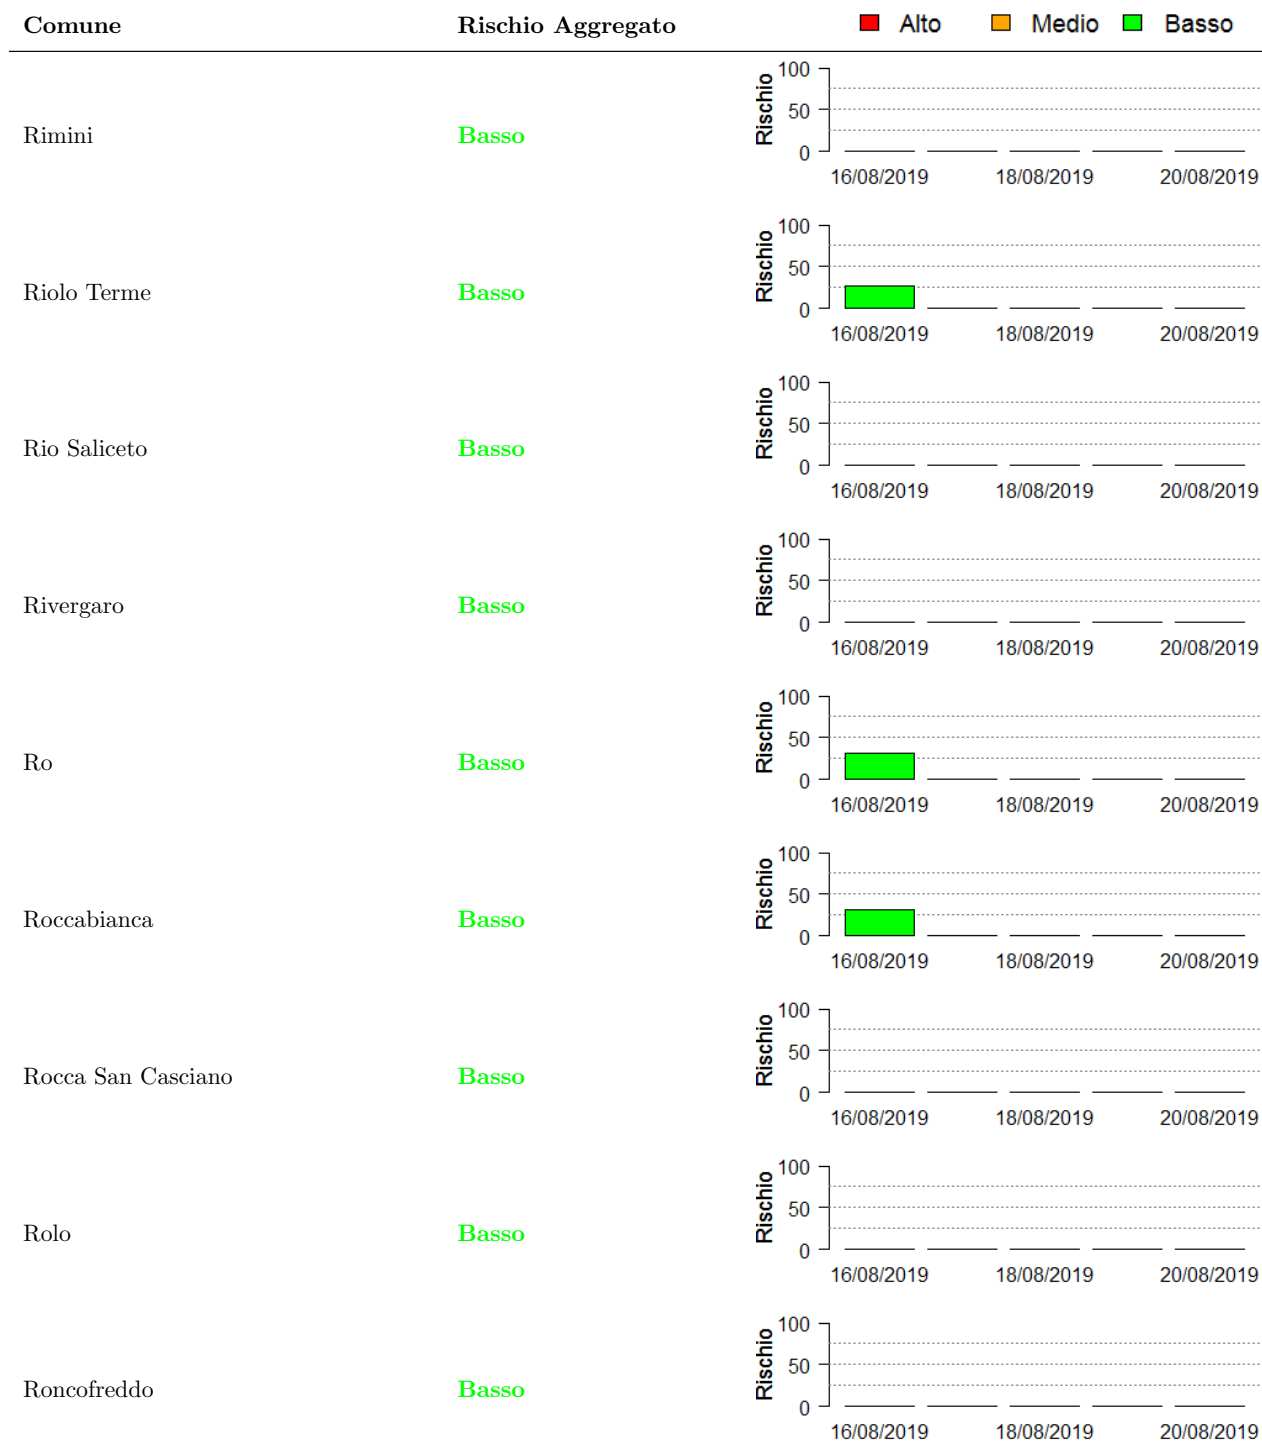 Comune Rischio Aggregato Alto Medio Basso
Rimini Basso Rischio 100 50 0
16/08/2019 18/08/2019 20/08/2019
Riolo Terme Basso Rischio 100 50 0
16/08/2019 18/08/2019 20/08/2019
Rio Saliceto Basso Rischio 100 50 0
16/08/2019 18/08/2019 20/08/2019
Rivergaro Basso Rischio 100 50 0
16/08/2019 18/08/2019 20/08/2019
Ro Basso Rischio 100 50 0
16/08/2019 18/08/2019 20/08/2019
Roccabianca Basso Rischio 100 50 0
16/08/2019 18/08/2019 20/08/2019
Rocca San Casciano Basso Rischio 100 50 0
16/08/2019 18/08/2019 20/08/2019
Rolo Basso Rischio 100 50 0
16/08/2019 18/08/2019 20/08/2019
Roncofreddo Basso Rischio 100 50 0
16/08/2019 18/08/2019 20/08/2019